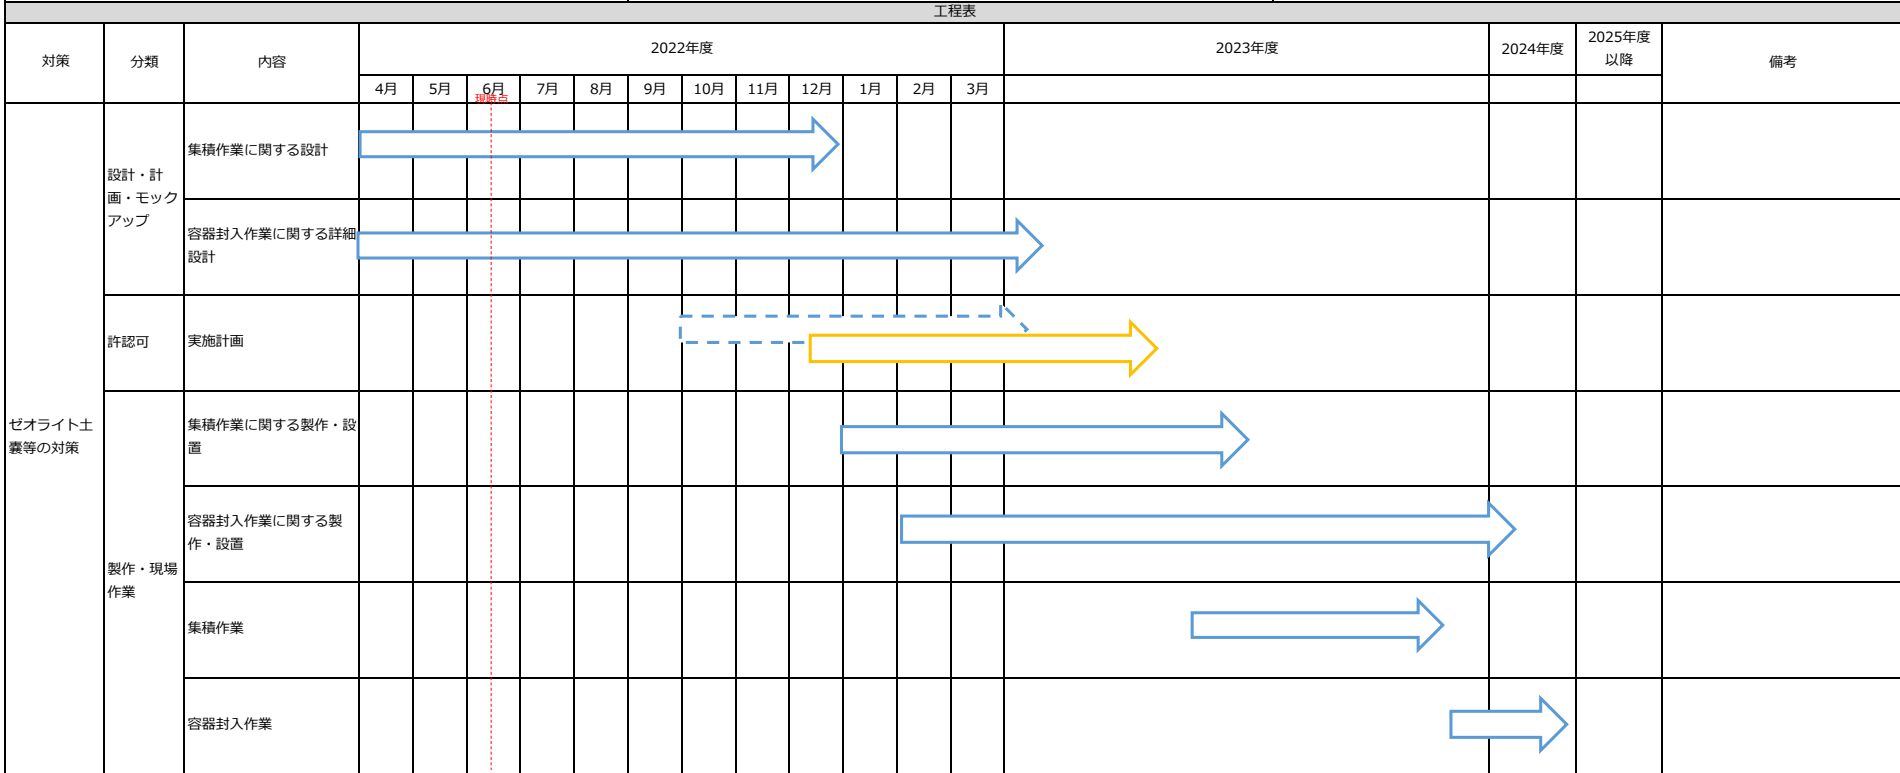 工程表
対策
分類
内容
2022年度
2023年度
2024年度
2025年度
以降
備考
4月
5月
6月
7月
8月
9月
10月
11月
12月
1月
2月
3月
現時点
ゼオライト土
嚢等の対策
設計・計
画・モック
アップ
集積作業に関する設計
容器封入作業に関する詳細
設計
許認可
実施計画
製作・現場
作業
集積作業に関する製作・設
置
容器封入作業に関する製
作・設置
集積作業
容器封入作業